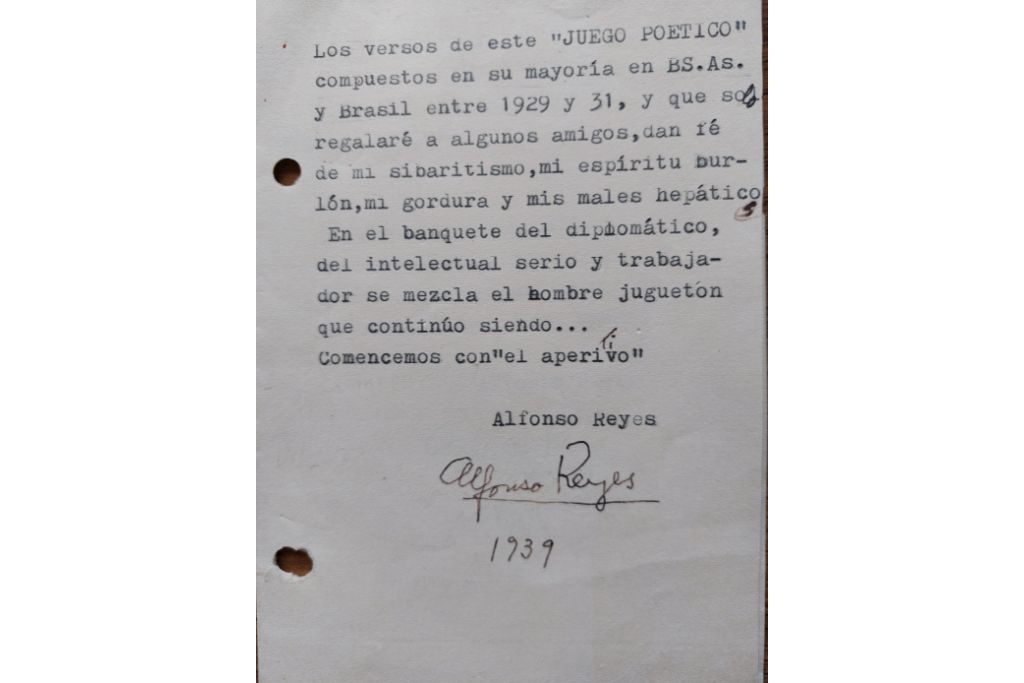 Los versos de este "JUEGO POETICO"
compuestos en su mayoría en BS.As.
y Brasil entre 1929 y 31, y que
regalaré a algunos amigos,dan fé
de mi sibaritismo,mi espíritu bur-
lón,mi gordura y mis males hepáticos
En el banquete del diplomático,
del intelectual serio y trabaja-
dor se mezcla el hombre juguetón
que continúo siendo...
Comencemos con"el aperitivo"
Alfonso Reyes
Alfonso Reyes
1939